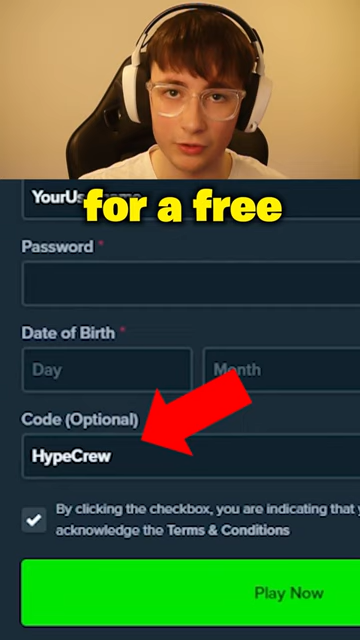 YourUs
for a free
Password *
Date of Birth *
Day
Month
Code (Optional)
HypeCrew
By clicking the checkbox, you are indicating that
acknowledge the Terms & Conditions
Play Now